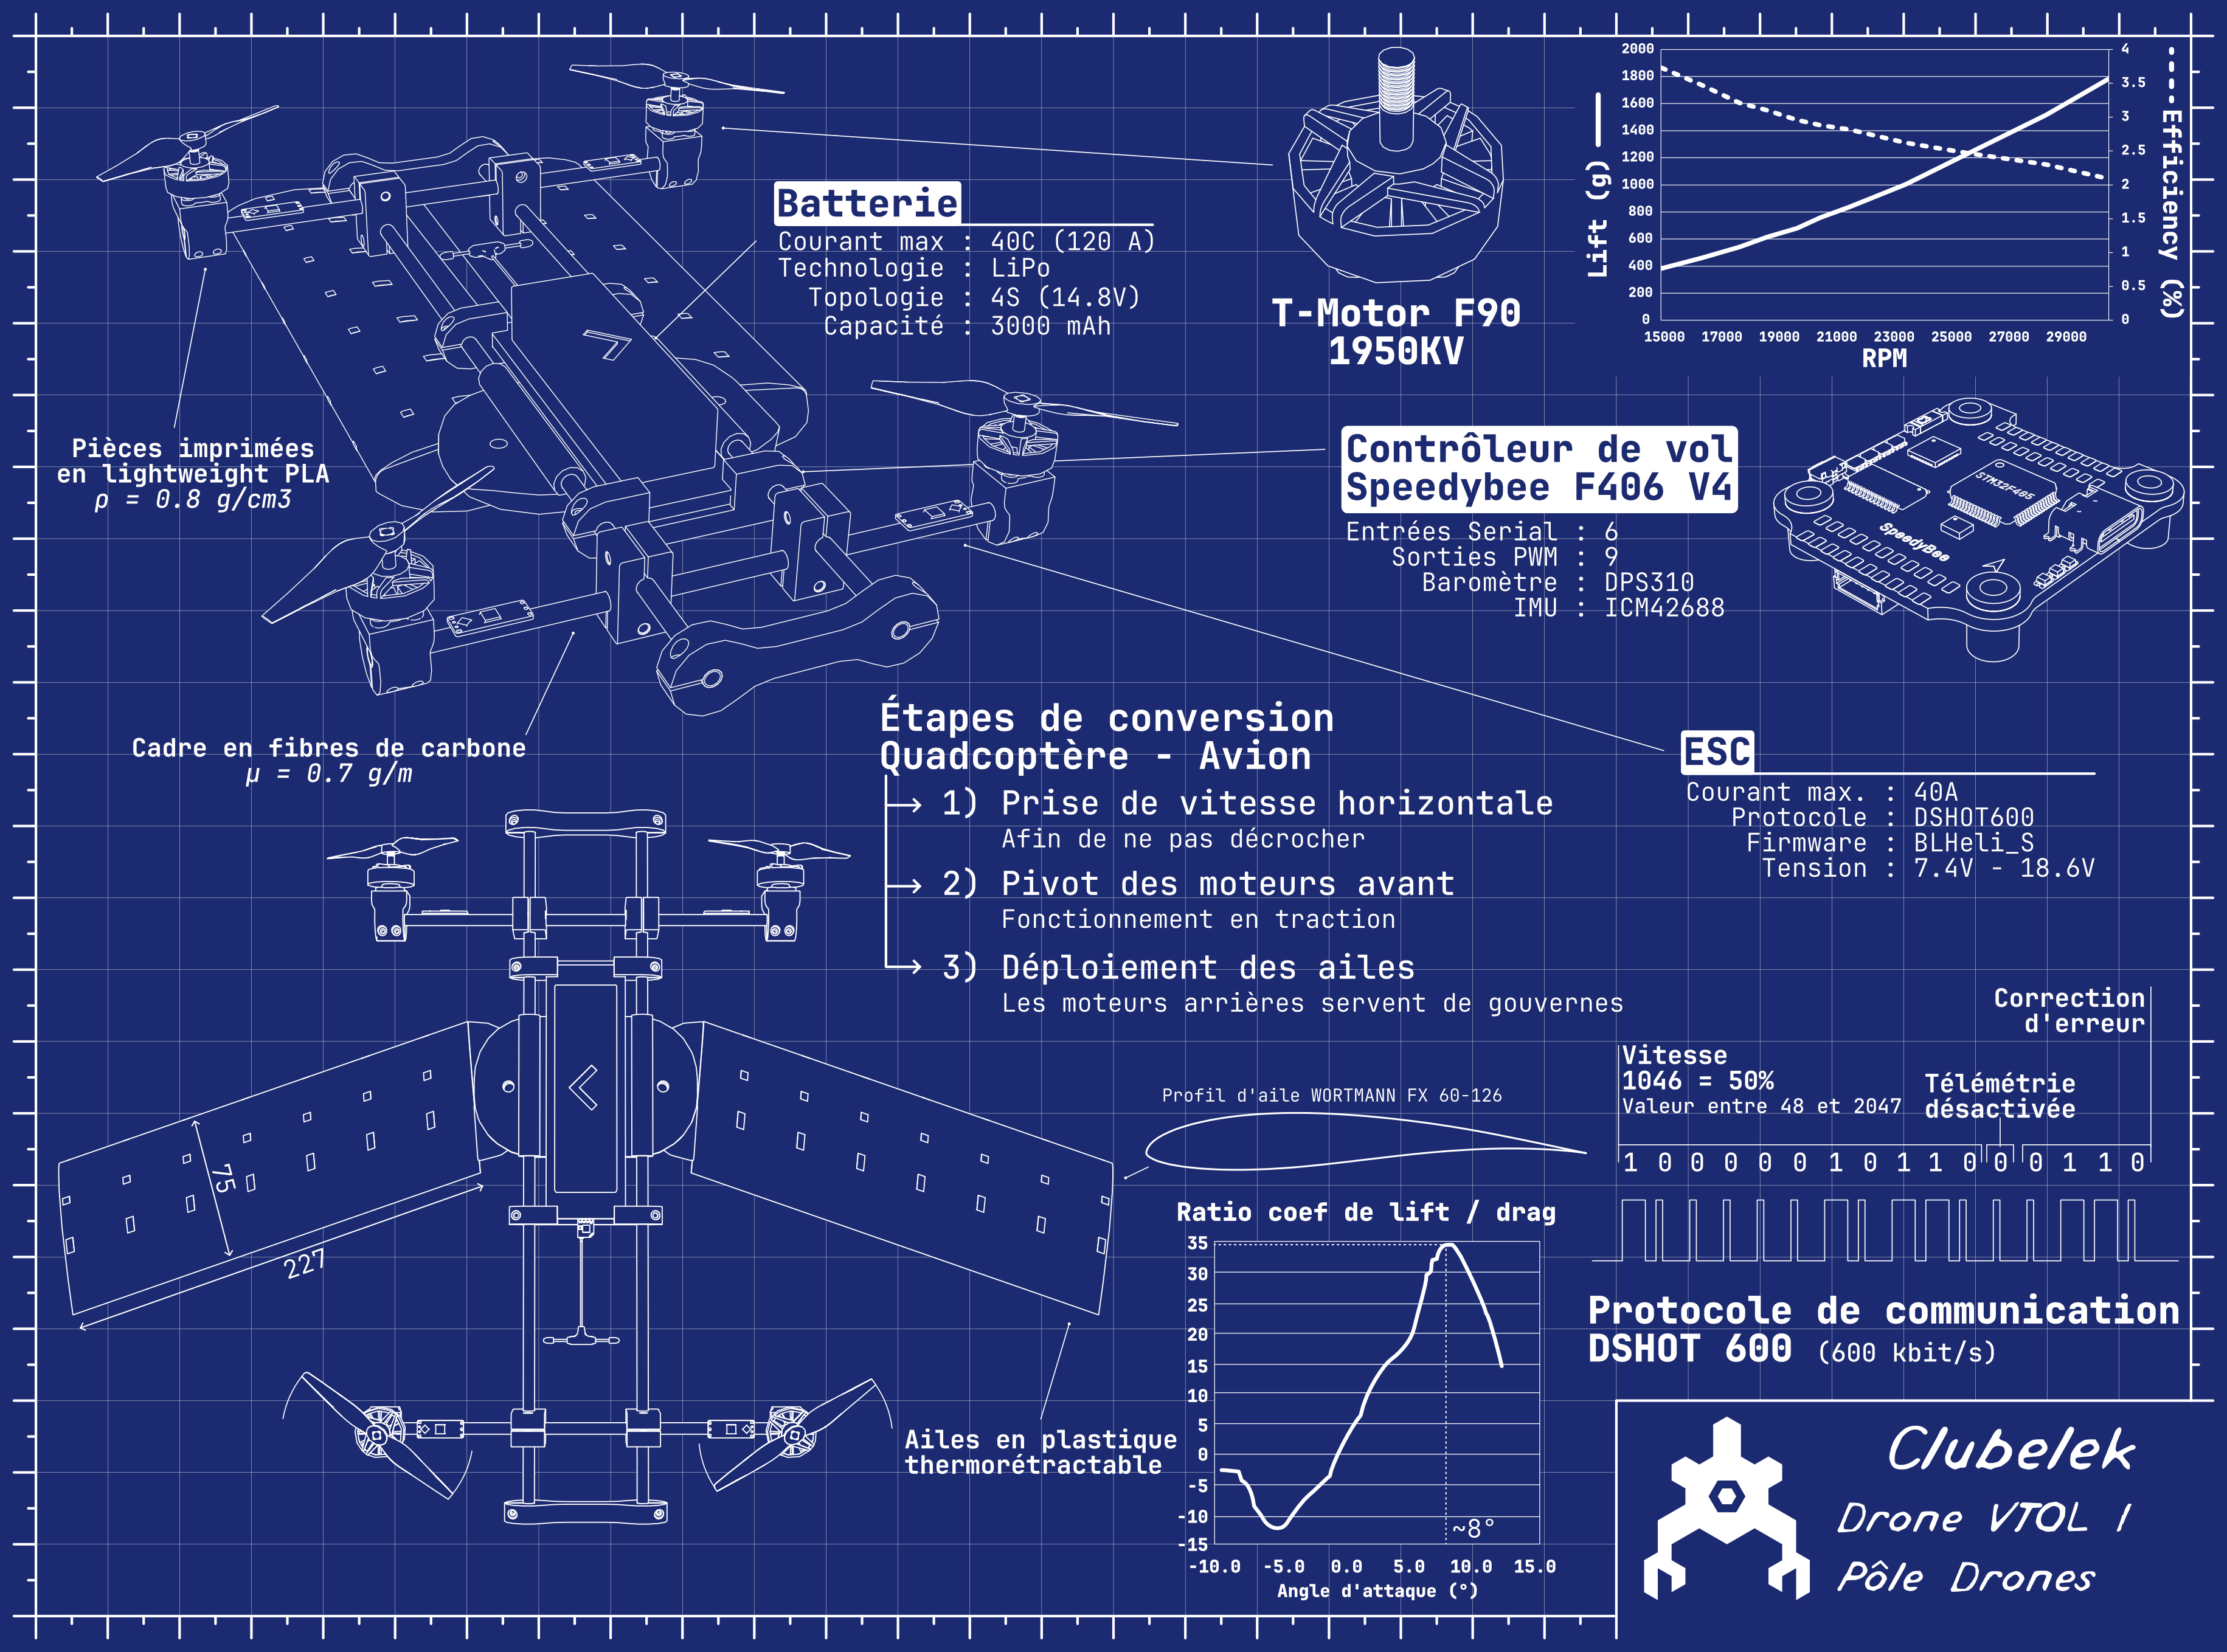 Batterie
Courant max : 40C (120 A)
Technologie : LiPo
Topologie : 4S (14.8V)
Capacité : 3000 mAh
T-Motor F90
1950KV
Lift (g)
2000
1800
1600
1400
1200
1000
800
600
400
200
0
4
3.5
3
2.5
2
1.5
1
0.5
0
Efficiency (%)
15000 17000 19000 21000 23000 25000 27000 29000
RPM
Pièces imprimées
en lightweight PLA
ρ = 0.8 g/cm3
Contrôleur de vol
Speedybee F406 V4
Entrées Serial : 6
Sorties PWM : 9
Baromètre : DPS310
IMU : ICM42688
STM32F405
SpeedyBee
Cadre en fibres de carbone
µ = 0.7 g/m
Étapes de conversion
Quadcoptère - Avion
1) Prise de vitesse horizontale
Afin de ne pas décrocher
2) Pivot des moteurs avant
Fonctionnement en traction
3) Déploiement des ailes
Les moteurs arrières servent de gouvernes
ESC
Courant max. : 40A
Protocole : DSHOT600
Firmware : BLHeli_S
Tension : 7.4V - 18.6V
75
227
Profil d'aile WORTMANN FX 60-126
Correction
d'erreur
Vitesse
1046 = 50%
Valeur entre 48 et 2047
Télémétrie
désactivée
1 0 0 0 0 0 1 0 1 1 0 0 0 1 1 0
Protocole de communication
DSHOT 600 (600 kbit/s)
Ratio coef de lift / drag
35
30
25
20
15
10
5
0
-5
-10
-15
~8°
-10.0 -5.0 0.0 5.0 10.0 15.0
Angle d'attaque (°)
Ailes en plastique
thermorétractable
Clubelek
Drone VTOL 1
Pôle Drones